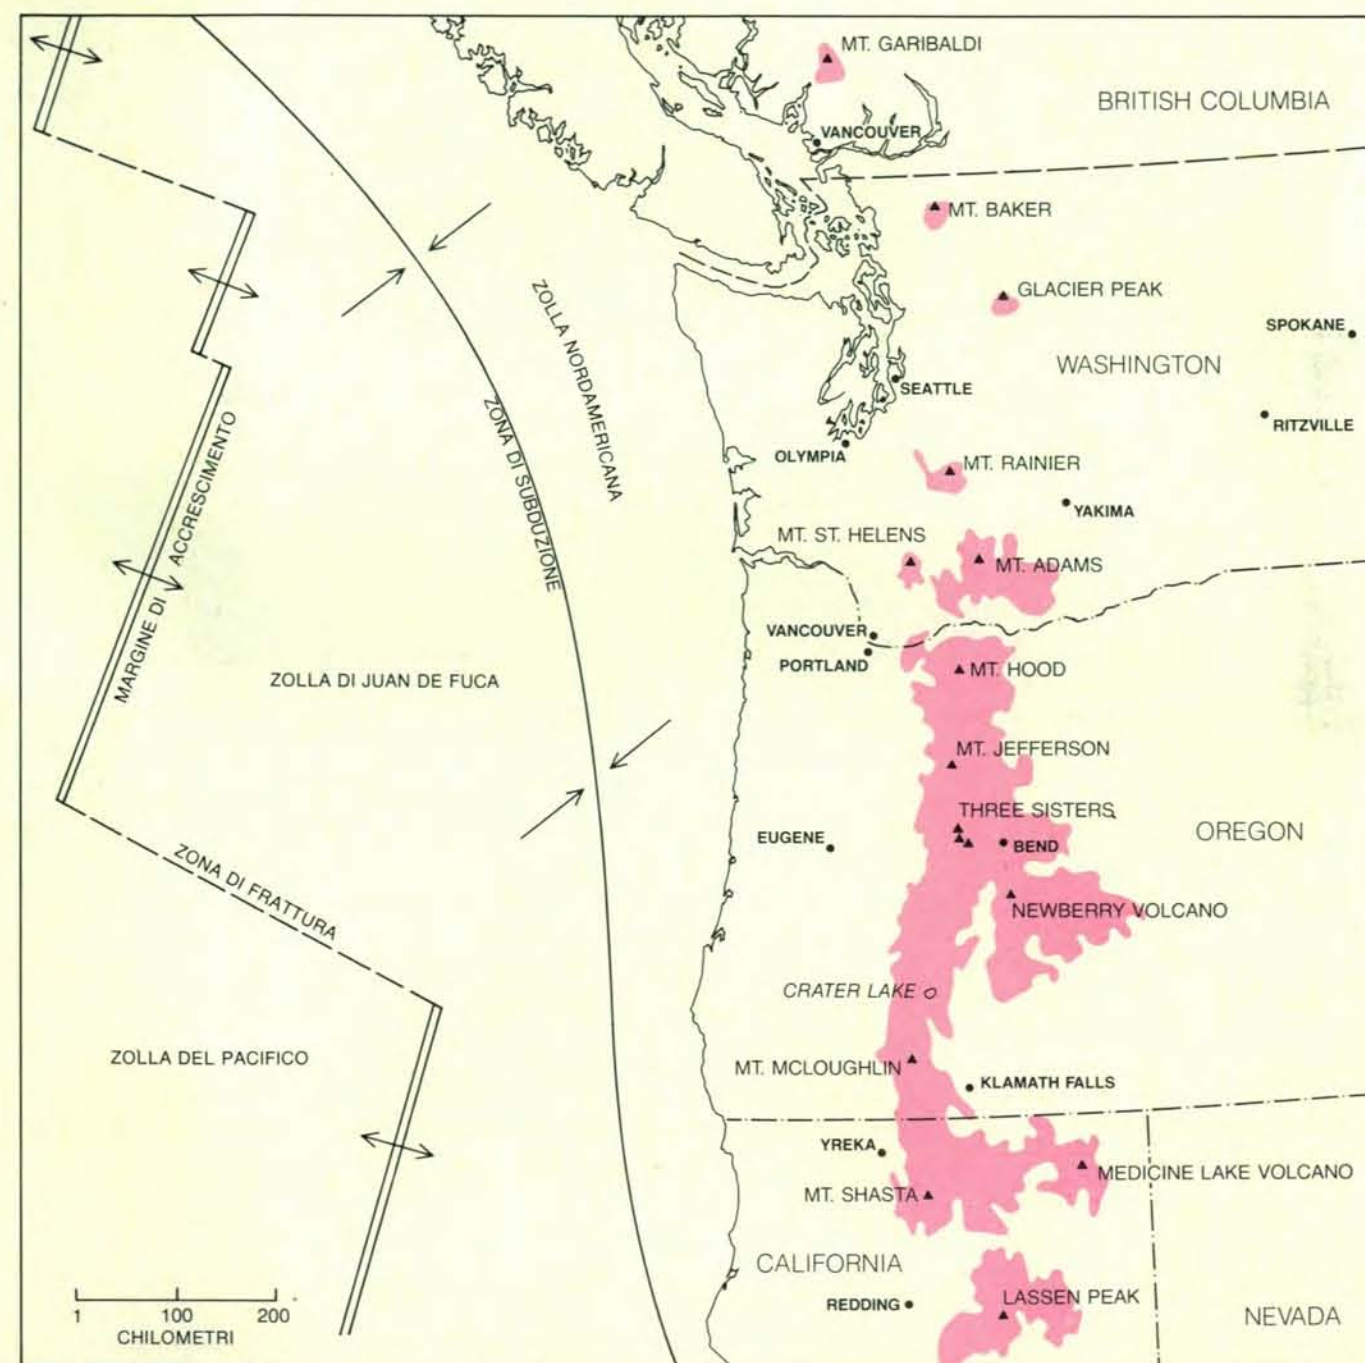 MT. GARIBALDI
BRITISH COLUMBIA
VANCOUVER
MT. BAKER
GLACIER PEAK
SPOKANE
WASHINGTON
SEATTLE
RITZVILLE
OLYMPIA
MT. RAINIER
YAKIMA
MT. ST. HELENS
MT. ADAMS
ZOLLA NORDAMERICANA
ZONA DI SUBDUZIONE
MARGINE DI ACCRESCIMENTO
VANCOUVER
PORTLAND
MT. HOOD
ZOLLA DI JUAN DE FUCA
MT. JEFFERSON
THREE SISTERS
OREGON
EUGENE
BEND
ZONA DI FRATTURA
NEWBERRY VOLCANO
CRATER LAKE
ZOLLA DEL PACIFICO
MT. MCLOUGHLIN
KLAMATH FALLS
YREKA
MEDICINE LAKE VOLCANO
MT. SHASTA
CALIFORNIA
LASSEN PEAK
REDDING
NEVADA
1 100 200
CHILOMETRI